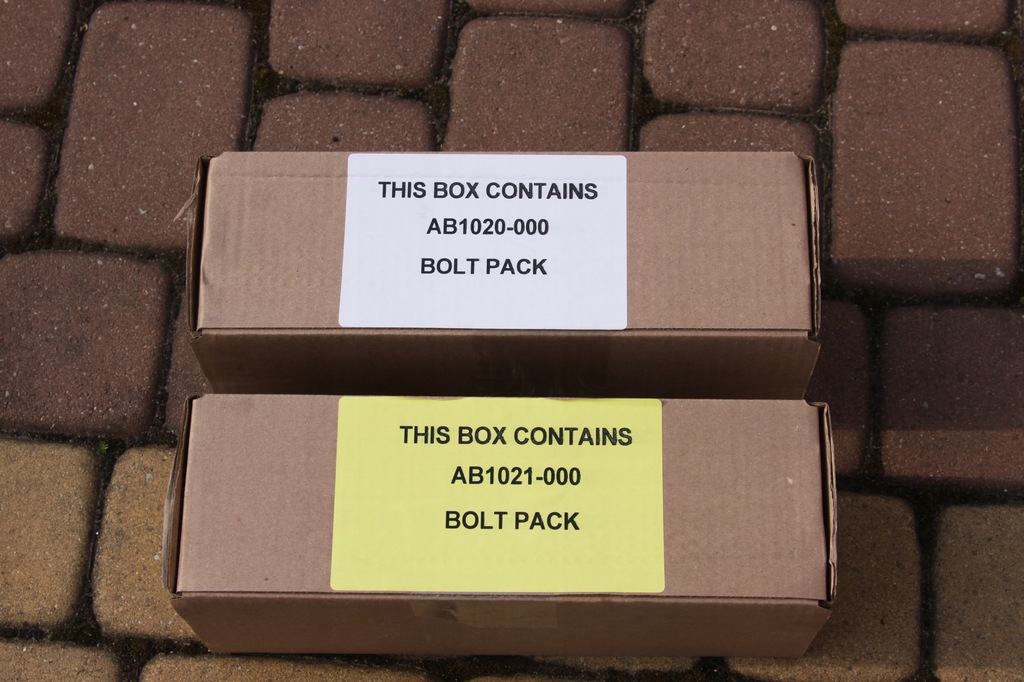 THIS BOX CONTAINS
AB1020-000
BOLT PACK
THIS BOX CONTAINS
AB1021-000
BOLT PACK